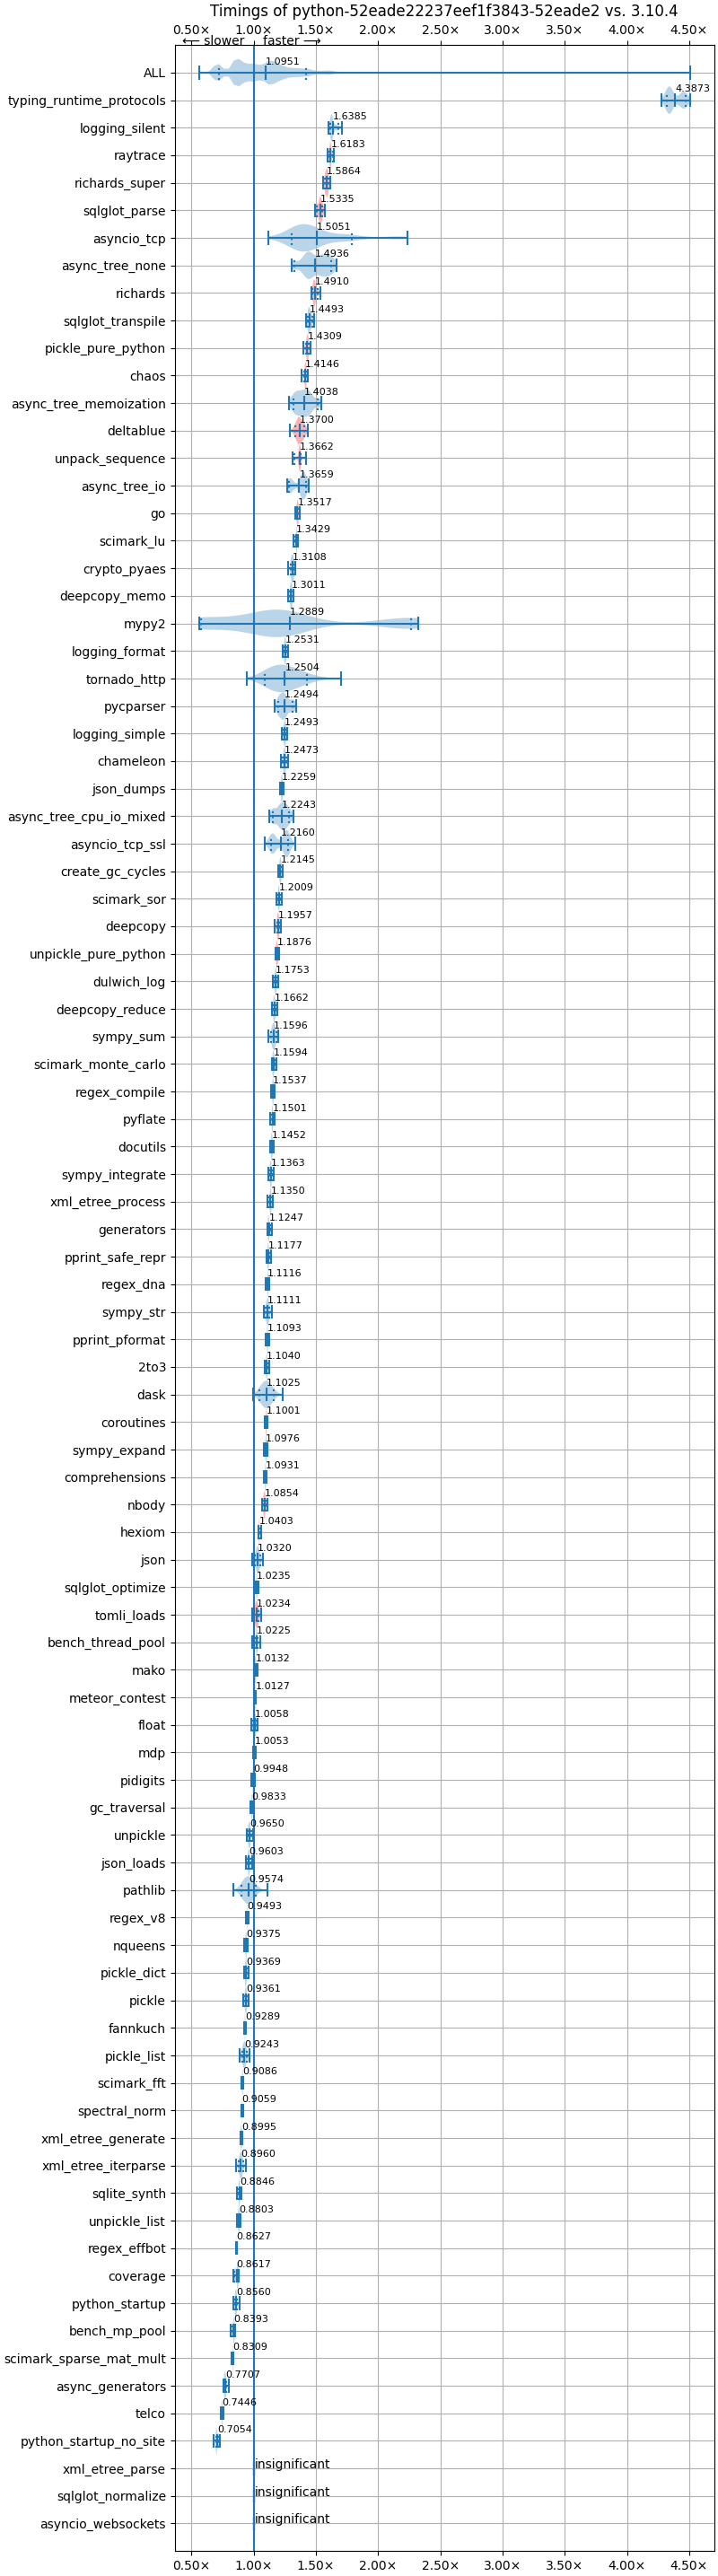 Timings of python-52eade22237eef1f3843-52eade2 vs. 3.10.4
0.50× 1.00× 1.50× 2.00× 2.50× 3.00× 3.50× 4.00× 4.50×
⟵ slower faster ⟶
ALL 1.0951
typing_runtime_protocols 4.3873
logging_silent 1.6385
raytrace 1.6183
richards_super 1.5864
sqlglot_parse 1.5335
asyncio_tcp 1.5051
async_tree_none 1.4936
richards 1.4910
sqlglot_transpile 1.4493
pickle_pure_python 1.4309
chaos 1.4146
async_tree_memoization 1.4038
deltablue 1.3700
unpack_sequence 1.3662
async_tree_io 1.3659
go 1.3517
scimark_lu 1.3429
crypto_pyaes 1.3108
deepcopy_memo 1.3011
mypy2 1.2889
logging_format 1.2531
tornado_http 1.2504
pycparser 1.2494
logging_simple 1.2493
chameleon 1.2473
json_dumps 1.2259
async_tree_cpu_io_mixed 1.2243
asyncio_tcp_ssl 1.2160
create_gc_cycles 1.2145
scimark_sor 1.2009
deepcopy 1.1957
unpickle_pure_python 1.1876
dulwich_log 1.1753
deepcopy_reduce 1.1662
sympy_sum 1.1596
scimark_monte_carlo 1.1594
regex_compile 1.1537
pyflate 1.1501
docutils 1.1452
sympy_integrate 1.1363
xml_etree_process 1.1350
generators 1.1247
pprint_safe_repr 1.1177
regex_dna 1.1116
sympy_str 1.1111
pprint_pformat 1.1093
2to3 1.1040
dask 1.1025
coroutines 1.1001
sympy_expand 1.0976
comprehensions 1.0931
nbody 1.0854
hexiom 1.0403
json 1.0320
sqlglot_optimize 1.0235
tomli_loads 1.0234
bench_thread_pool 1.0225
mako 1.0132
meteor_contest 1.0127
float 1.0058
mdp 1.0053
pidigits 0.9948
gc_traversal 0.9833
unpickle 0.9650
json_loads 0.9603
pathlib 0.9574
regex_v8 0.9493
nqueens 0.9375
pickle_dict 0.9369
pickle 0.9361
fannkuch 0.9289
pickle_list 0.9243
scimark_fft 0.9086
spectral_norm 0.9059
xml_etree_generate 0.8995
xml_etree_iterparse 0.8960
sqlite_synth 0.8846
unpickle_list 0.8803
regex_effbot 0.8627
coverage 0.8617
python_startup 0.8560
bench_mp_pool 0.8393
scimark_sparse_mat_mult 0.8309
async_generators 0.7707
telco 0.7446
python_startup_no_site 0.7054
xml_etree_parse insignificant
sqlglot_normalize insignificant
asyncio_websockets insignificant
0.50× 1.00× 1.50× 2.00× 2.50× 3.00× 3.50× 4.00× 4.50×